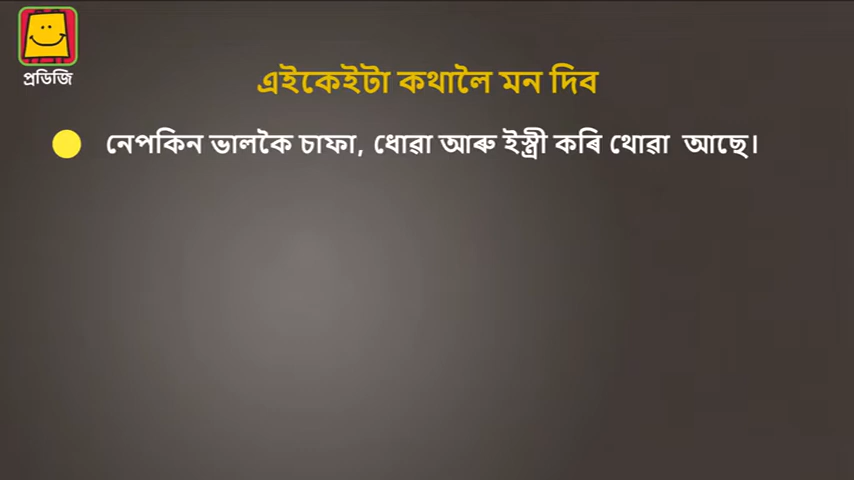 প্ৰডিজি
এইকেইটা কথালৈ মন দিব
নেপকিন ভালকৈ চাফা, ধোৱা আৰু ইস্ত্ৰী কৰি থোৱা আছে।